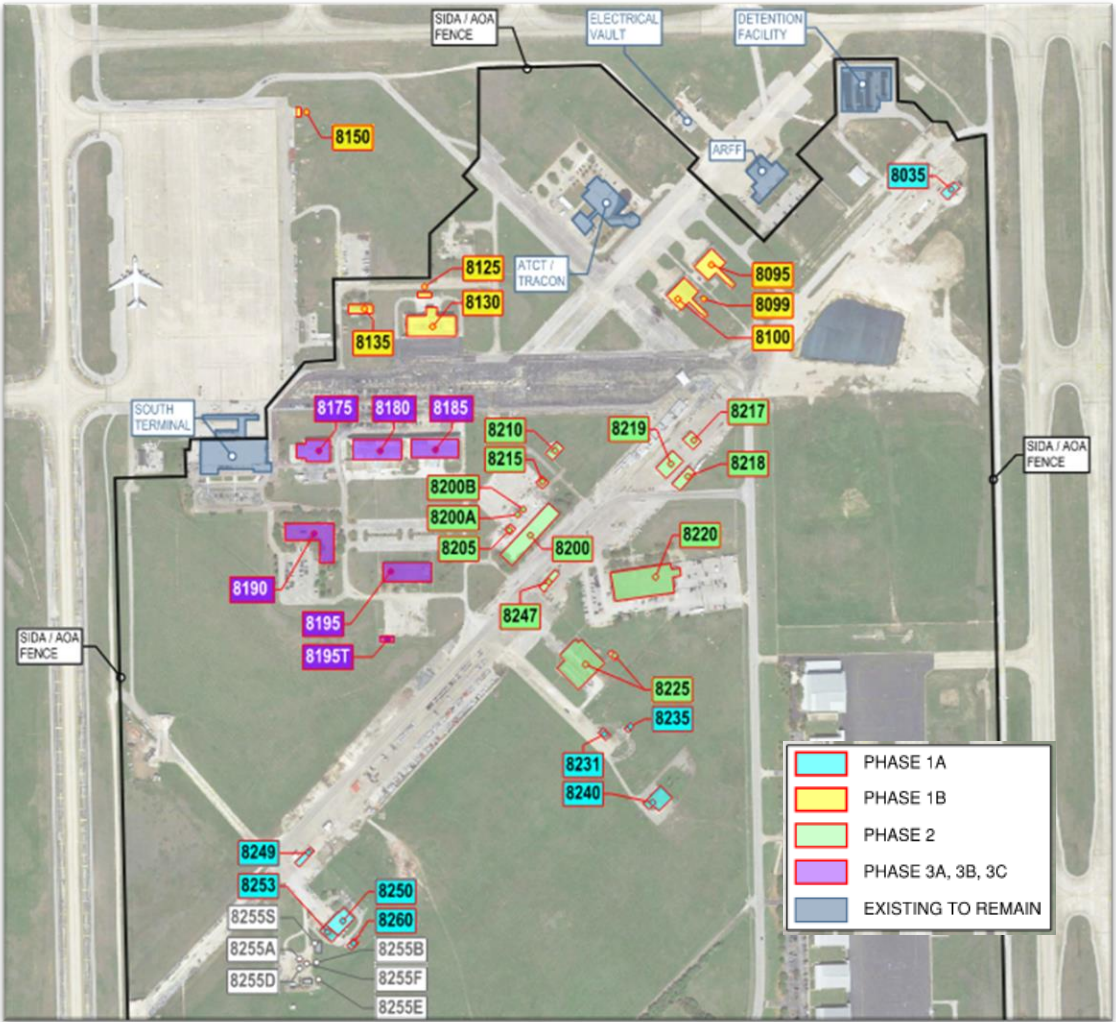 SIDA / AOA
FENCE
ELECTRICAL
VAULT
DETENTION
FACILITY
8150
ARFF
8035
ATCT /
TRACON
8125
8130
8135
8095
8099
8100
SOUTH
TERMINAL
8175
8180
8185
8210
8215
8200B
8200A
8205
8200
8219
8217
8218
SIDA / AOA
FENCE
8220
8190
8195
8195T
8247
SIDA / AOA
FENCE
8225
8235
8231
8240
8249
8253
8250
8260
8255S
8255A
8255D
8255B
8255F
8255E
PHASE 1A
PHASE 1B
PHASE 2
PHASE 3A, 3B, 3C
EXISTING TO REMAIN